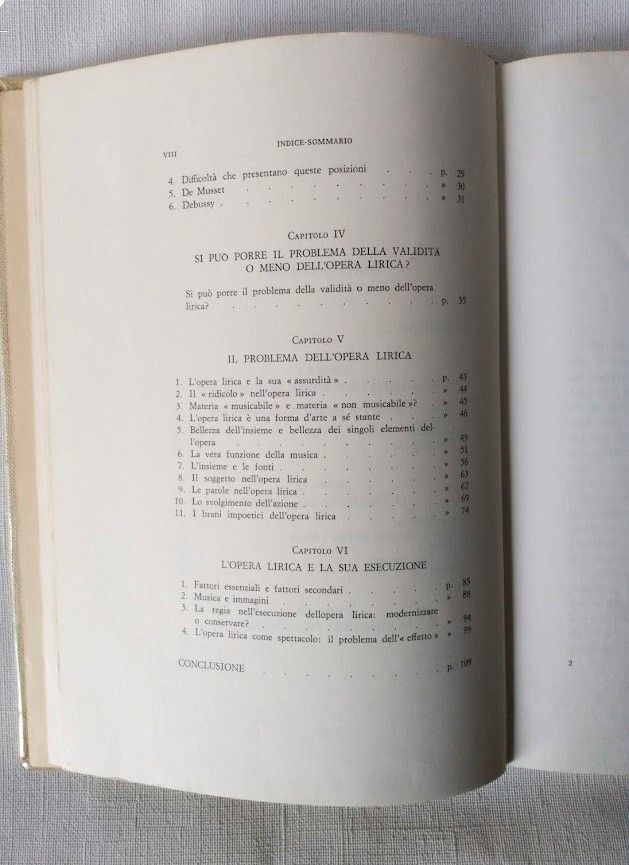 VIII
INDICE-SOMMARIO
4. Difficoltà che presentano queste posizioni . . . p. 29
5. De Musset . . . . . . . . » 30
6. Debussy . . . . . . . . . » 31
CAPITOLO IV
SI PUÒ PORRE IL PROBLEMA DELLA VALIDITÀ
O MENO DELL'OPERA LIRICA?
Si può porre il problema della validità o meno dell'opera
lirica? . . . . . . . . . . p. 35
CAPITOLO V
IL PROBLEMA DELL'OPERA LIRICA
1. L'opera lirica e la sua « assurdità » . . . . . p. 43
2. Il « ridicolo » nell'opera lirica . . . . . . » 44
3. Materia « musicabile » e materia « non musicabile »? . » 45
4. L'opera lirica è una forma d'arte a sé stante . . . » 46
5. Bellezza dell'insieme e bellezza dei singoli elementi del-
l'opera . . . . . . . . . » 49
6. La vera funzione della musica . . . . . . » 51
7. L'insieme e le fonti . . . . . . . » 56
8. Il soggetto nell'opera lirica . . . . . . » 63
9. Le parole nell'opera lirica . . . . . . » 67
10. Lo svolgimento dell'azione . . . . . . » 69
11. I brani impoetici dell'opera lirica . . . . . » 74
CAPITOLO VI
L'OPERA LIRICA E LA SUA ESECUZIONE
1. Fattori essenziali e fattori secondari . . . . . p. 85
2. Musica e immagini . . . . . . . » 88
3. La regia nell'esecuzione dellopera lirica: modernizzare
o conservare? . . . . . . . . » 94
4. L'opera lirica come spettacolo: il problema dell'« effetto » » 99
CONCLUSIONE . . . . . . . . p. 109
2